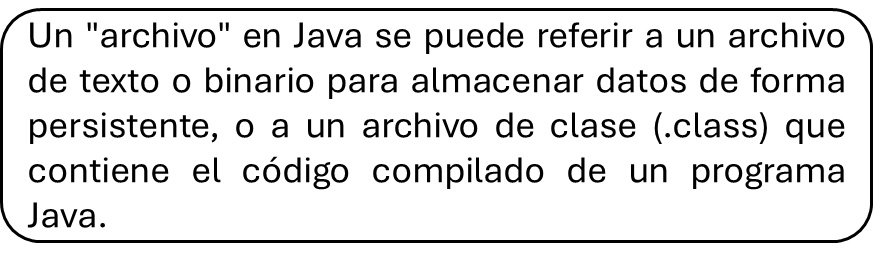 Un "archivo" en Java se puede referir a un archivo
de texto o binario para almacenar datos de forma
persistente, o a un archivo de clase (.class) que
contiene el código compilado de un programa
Java.